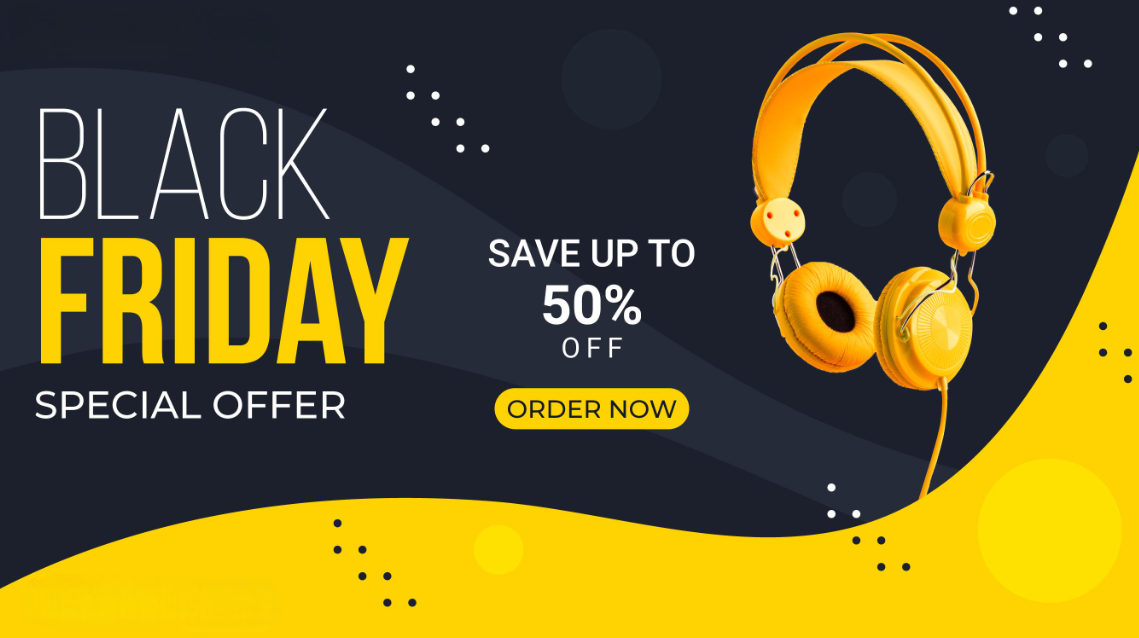 BLACK
FRIDAY
SPECIAL OFFER
SAVE UP TO
50%
OFF
ORDER NOW